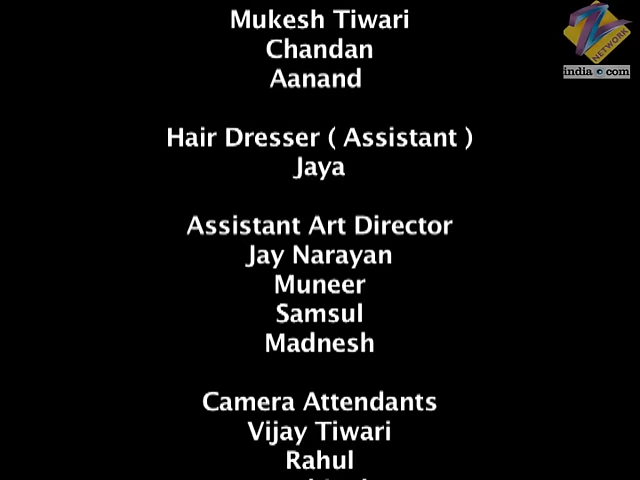 Mukesh Tiwari
Chandan
Aanand
Z
NETWORK
india.com
Hair Dresser ( Assistant )
Jaya
Assistant Art Director
Jay Narayan
Muneer
Samsul
Madnesh
Camera Attendants
Vijay Tiwari
Rahul